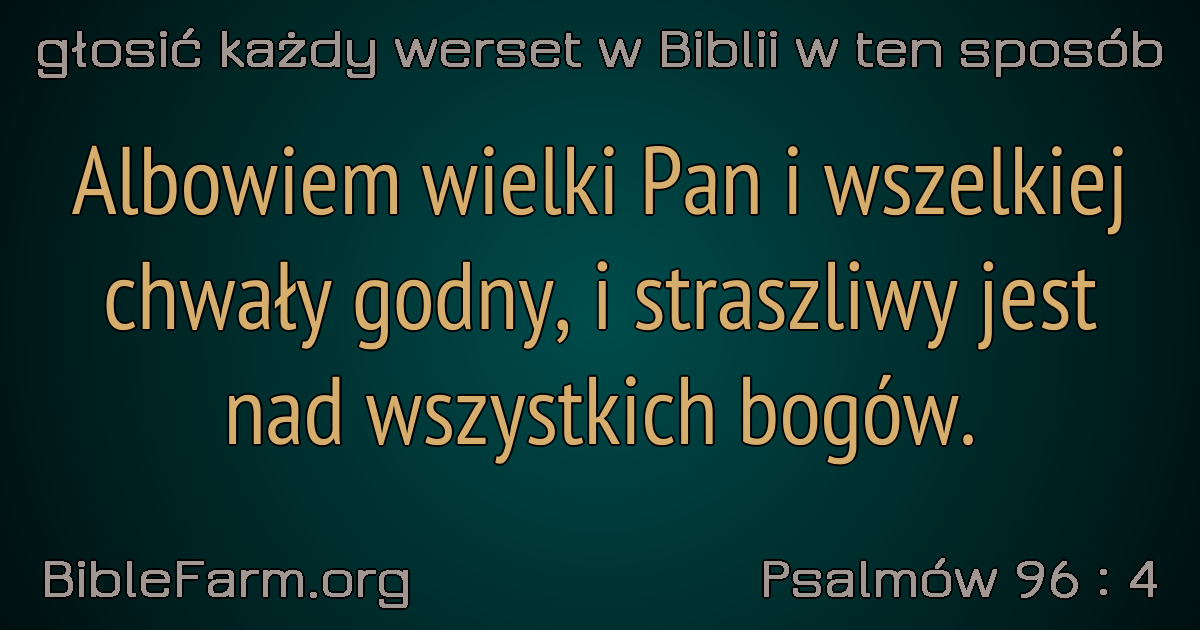 głosić każdy werset w Biblii w ten sposób
Albowiem wielki Pan i wszelkiej
chwały godny, i straszliwy jest
nad wszystkich bogów.
BibleFarm.org
Psalmów 96 : 4